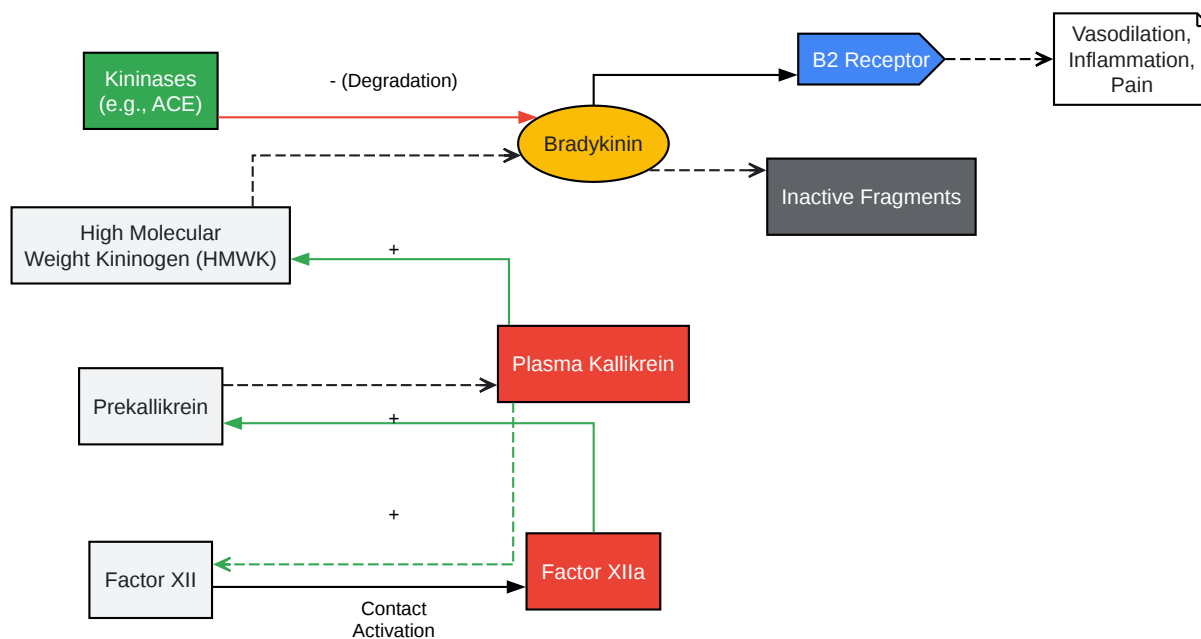 Kininases
(e.g., ACE)
- (Degradation)
B2 Receptor
Vasodilation,
Inflammation,
Pain
Bradykinin
Inactive Fragments
High Molecular
Weight Kininogen (HMWK)
+
Plasma Kallikrein
Prekallikrein
+
+
Factor XII
Factor XIIa
Contact
Activation